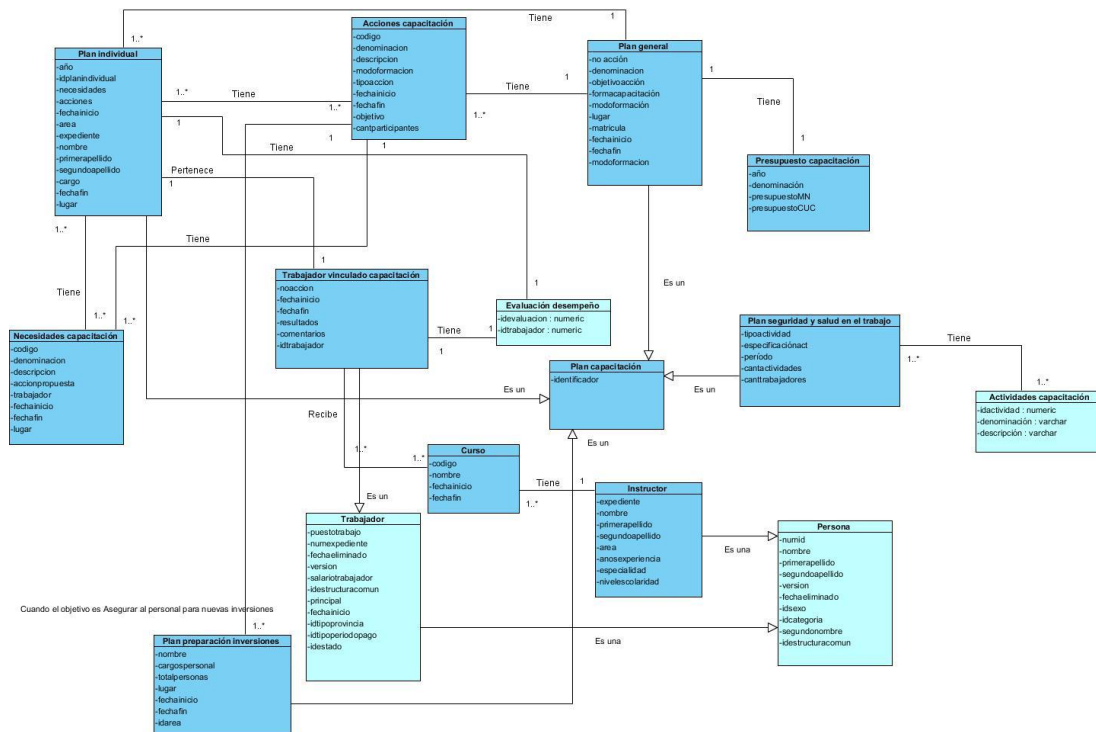 Tiene
1
1..*
Acciones capacitación
-codigo
-denominacion
-descripcion
-modoformacion
-tipoaccion
-fechainicio
-fechafin
-objetivo
-cantparticipantes
Plan individual
-año
-idplanindividual
-necesidades
-acciones
-fechainicio
-area
-expediente
-nombre
-primerapellido
-segundoapellido
-cargo
-fechafin
-lugar
Plan general
-no acción
-denominacion
-objetivoacción
-formacapacitación
-modoformación
-lugar
-matricula
-fechainicio
-fechafin
-modoformacion
1..*
Tiene
1..*
Tiene
1
1..*
1
Tiene
1
1
Tiene
1
1
1
Presupuesto capacitación
-año
-denominación
-presupuestoMN
-presupuestoCUC
Pertenece
1
1..*
Tiene
Tiene
1
1
Trabajador vinculado capacitación
-noaccion
-fechainicio
-fechafin
-resultados
-comentarios
-idtrabajador
Es un
Tiene
1..*
1..*
Evaluación desempeño
-idevaluacion : numeric
-idtrabajador : numeric
Tiene
1
1
Necesidades capacitación
-codigo
-denominacion
-descripcion
-accionpropuesta
-trabajador
-fechainicio
-fechafin
-lugar
Plan seguridad y salud en el trabajo
-tipoactividad
-especificaciónact
-período
-cantactividades
-canttrabajadores
Tiene
1..*
1..*
Plan capacitación
-identificador
Es un
Es un
Actividades capacitación
-idactividad : numeric
-denominación : varchar
-descripción : varchar
Recibe
Es un
1..*
1..*
Curso
-codigo
-nombre
-fechainicio
-fechafin
Tiene
1
1..*
Es un
Instructor
-expediente
-nombre
-primerapellido
-segundoapellido
-area
-anosexperiencia
-especialidad
-nivelescolaridad
Trabajador
-puestotrabajo
-numexpediente
-fechaeliminado
-version
-salariotrabajador
-idestructuracomun
-principal
-fechainicio
-idtipoprovincia
-idtipoperiodopago
-idestado
Persona
-numid
-nombre
-primerapellido
-segundoapellido
-version
-fechaeliminado
-idsexo
-idcategoria
-segundonombre
-idestructuracomun
Es una
Es una
Cuando el objetivo es Asegurar al personal para nuevas inversiones
1..*
Plan preparación inversiones
-nombre
-cargospersonal
-totalpersonas
-lugar
-fechainicio
-fechafin
-idarea